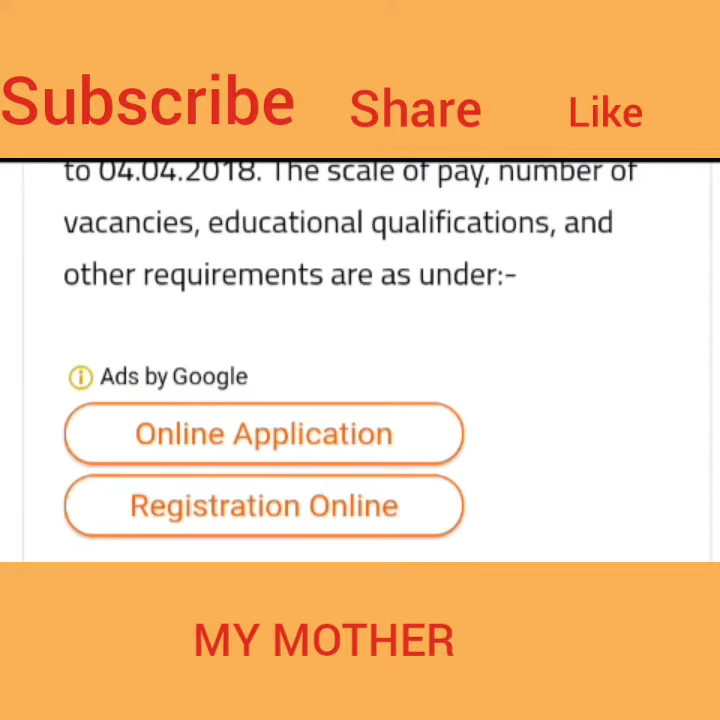 Subscribe Share Like
to 04.04.2018. The scale of pay, number of
vacancies, educational qualifications, and
other requirements are as under:-
Ads by Google
Online Application
Registration Online
MY MOTHER